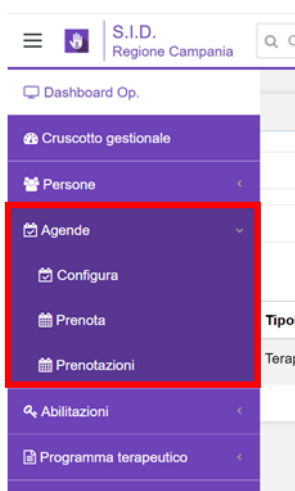 S.I.D.
Regione Campania
Dashboard Op.
Cruscotto gestionale
Persone
Agende
Configura
Prenota
Prenotazioni
Abilitazioni
Programma terapeutico